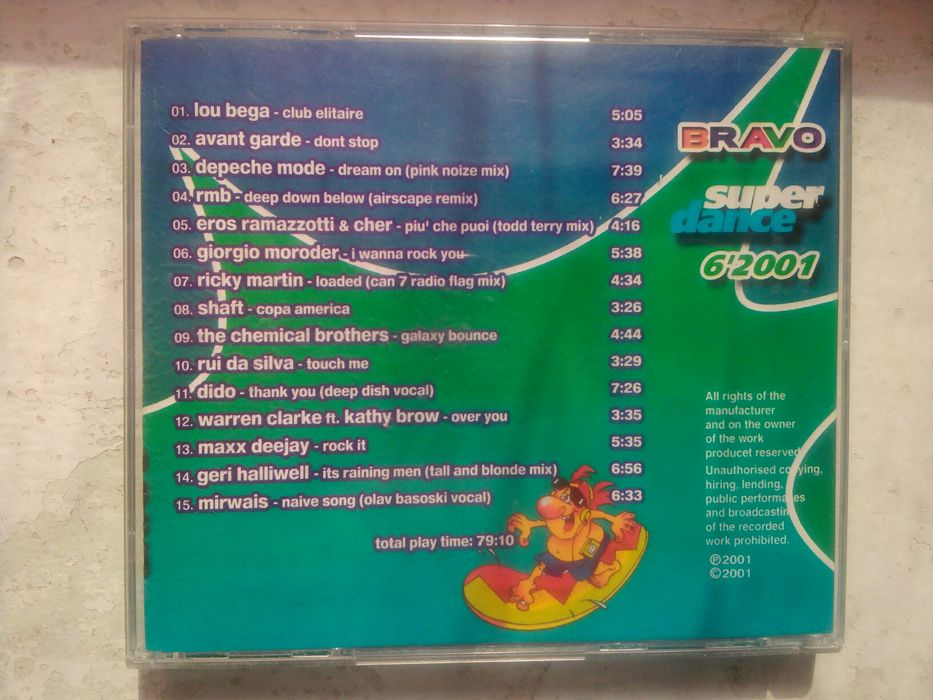 01. lou bega - club elitaire 5:05
02. avant garde - dont stop 3:34
03. depeche mode - dream on (pink noize mix) 7:39
04. rmb - deep down below (airscape remix) 6:27
05. eros ramazzotti & cher - piu' che puoi (todd terry mix) 4:16
06. giorgio moroder - i wanna rock you 5:38
07. ricky martin - loaded (can 7 radio flag mix) 4:34
08. shaft - copa america 3:26
09. the chemical brothers - galaxy bounce 4:44
10. rui da silva - touch me 3:29
11. dido - thank you (deep dish vocal) 7:26
12. warren clarke ft. kathy brow - over you 3:35
13. maxx deejay - rock it 5:35
14. geri halliwell - its raining men (tall and blonde mix) 6:56
15. mirwais - naive song (olav basoski vocal) 6:33
total play time: 79:10
BRAVO
super
dance
6'2001
All rights of the
manufacturer
and on the owner
of the work
producet reserved
Unauthorised copying,
hiring, lending,
public performaces
and broadcastin
of the recorded
work prohibited.
℗2001
©2001